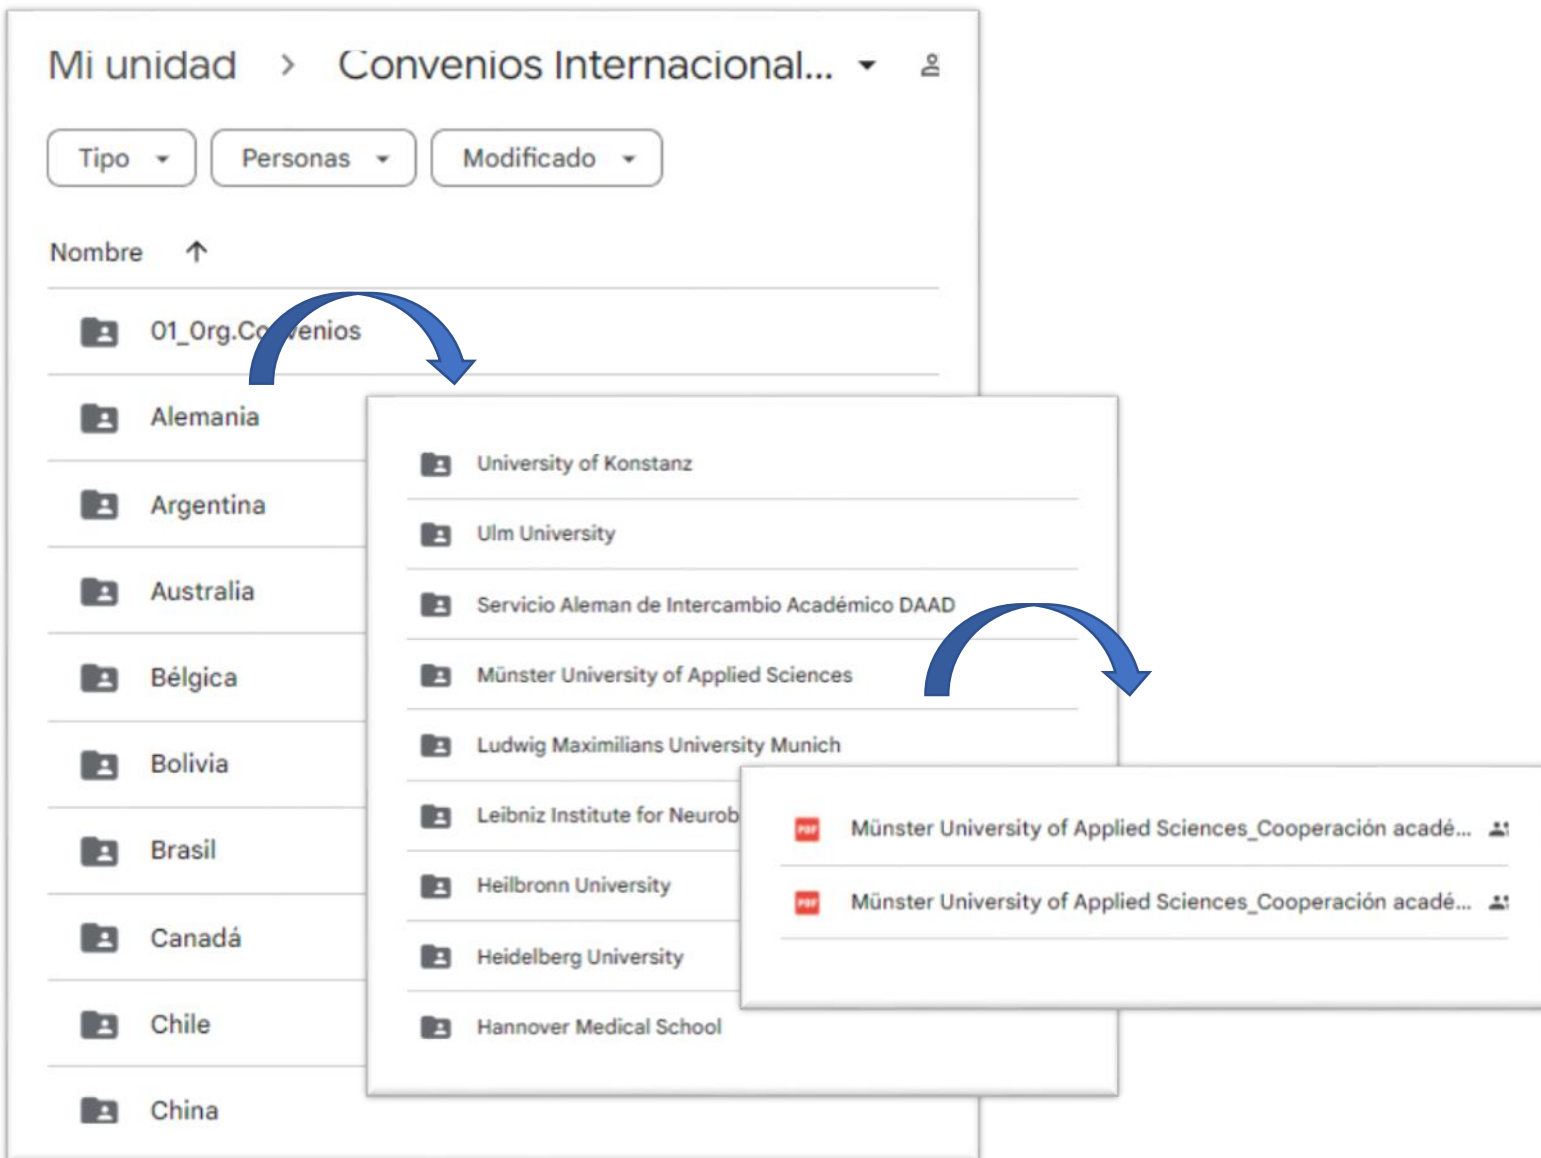 Mi unidad > Convenios Internacional...
Tipo Personas Modificado
Nombre
01_Org.Convenios
Alemania
Argentina
Australia
Bélgica
Bolivia
Brasil
Canadá
Chile
China
University of Konstanz
Ulm University
Servicio Aleman de Intercambio Académico DAAD
Münster University of Applied Sciences
Ludwig Maximilians University Munich
Leibniz Institute for Neurob
Heilbronn University
Heidelberg University
Hannover Medical School
PDF Münster University of Applied Sciences_Cooperación acadé...
PDF Münster University of Applied Sciences_Cooperación acadé...